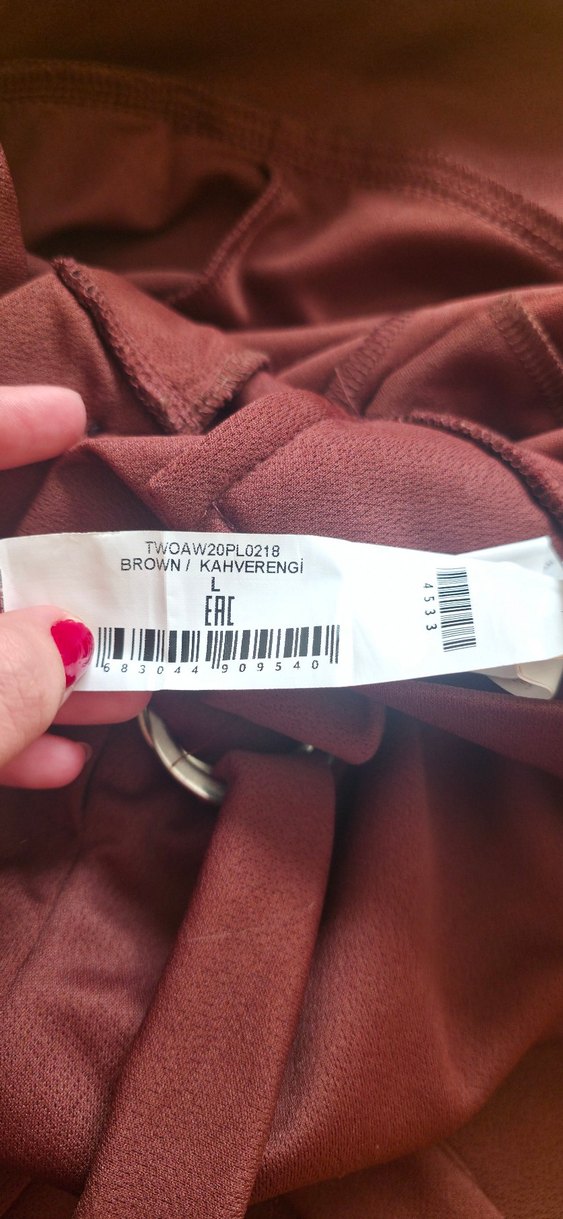 TWOAW20PL0218
BROWN / KAHVERENGİ
L
EAC
683044 909540
4533